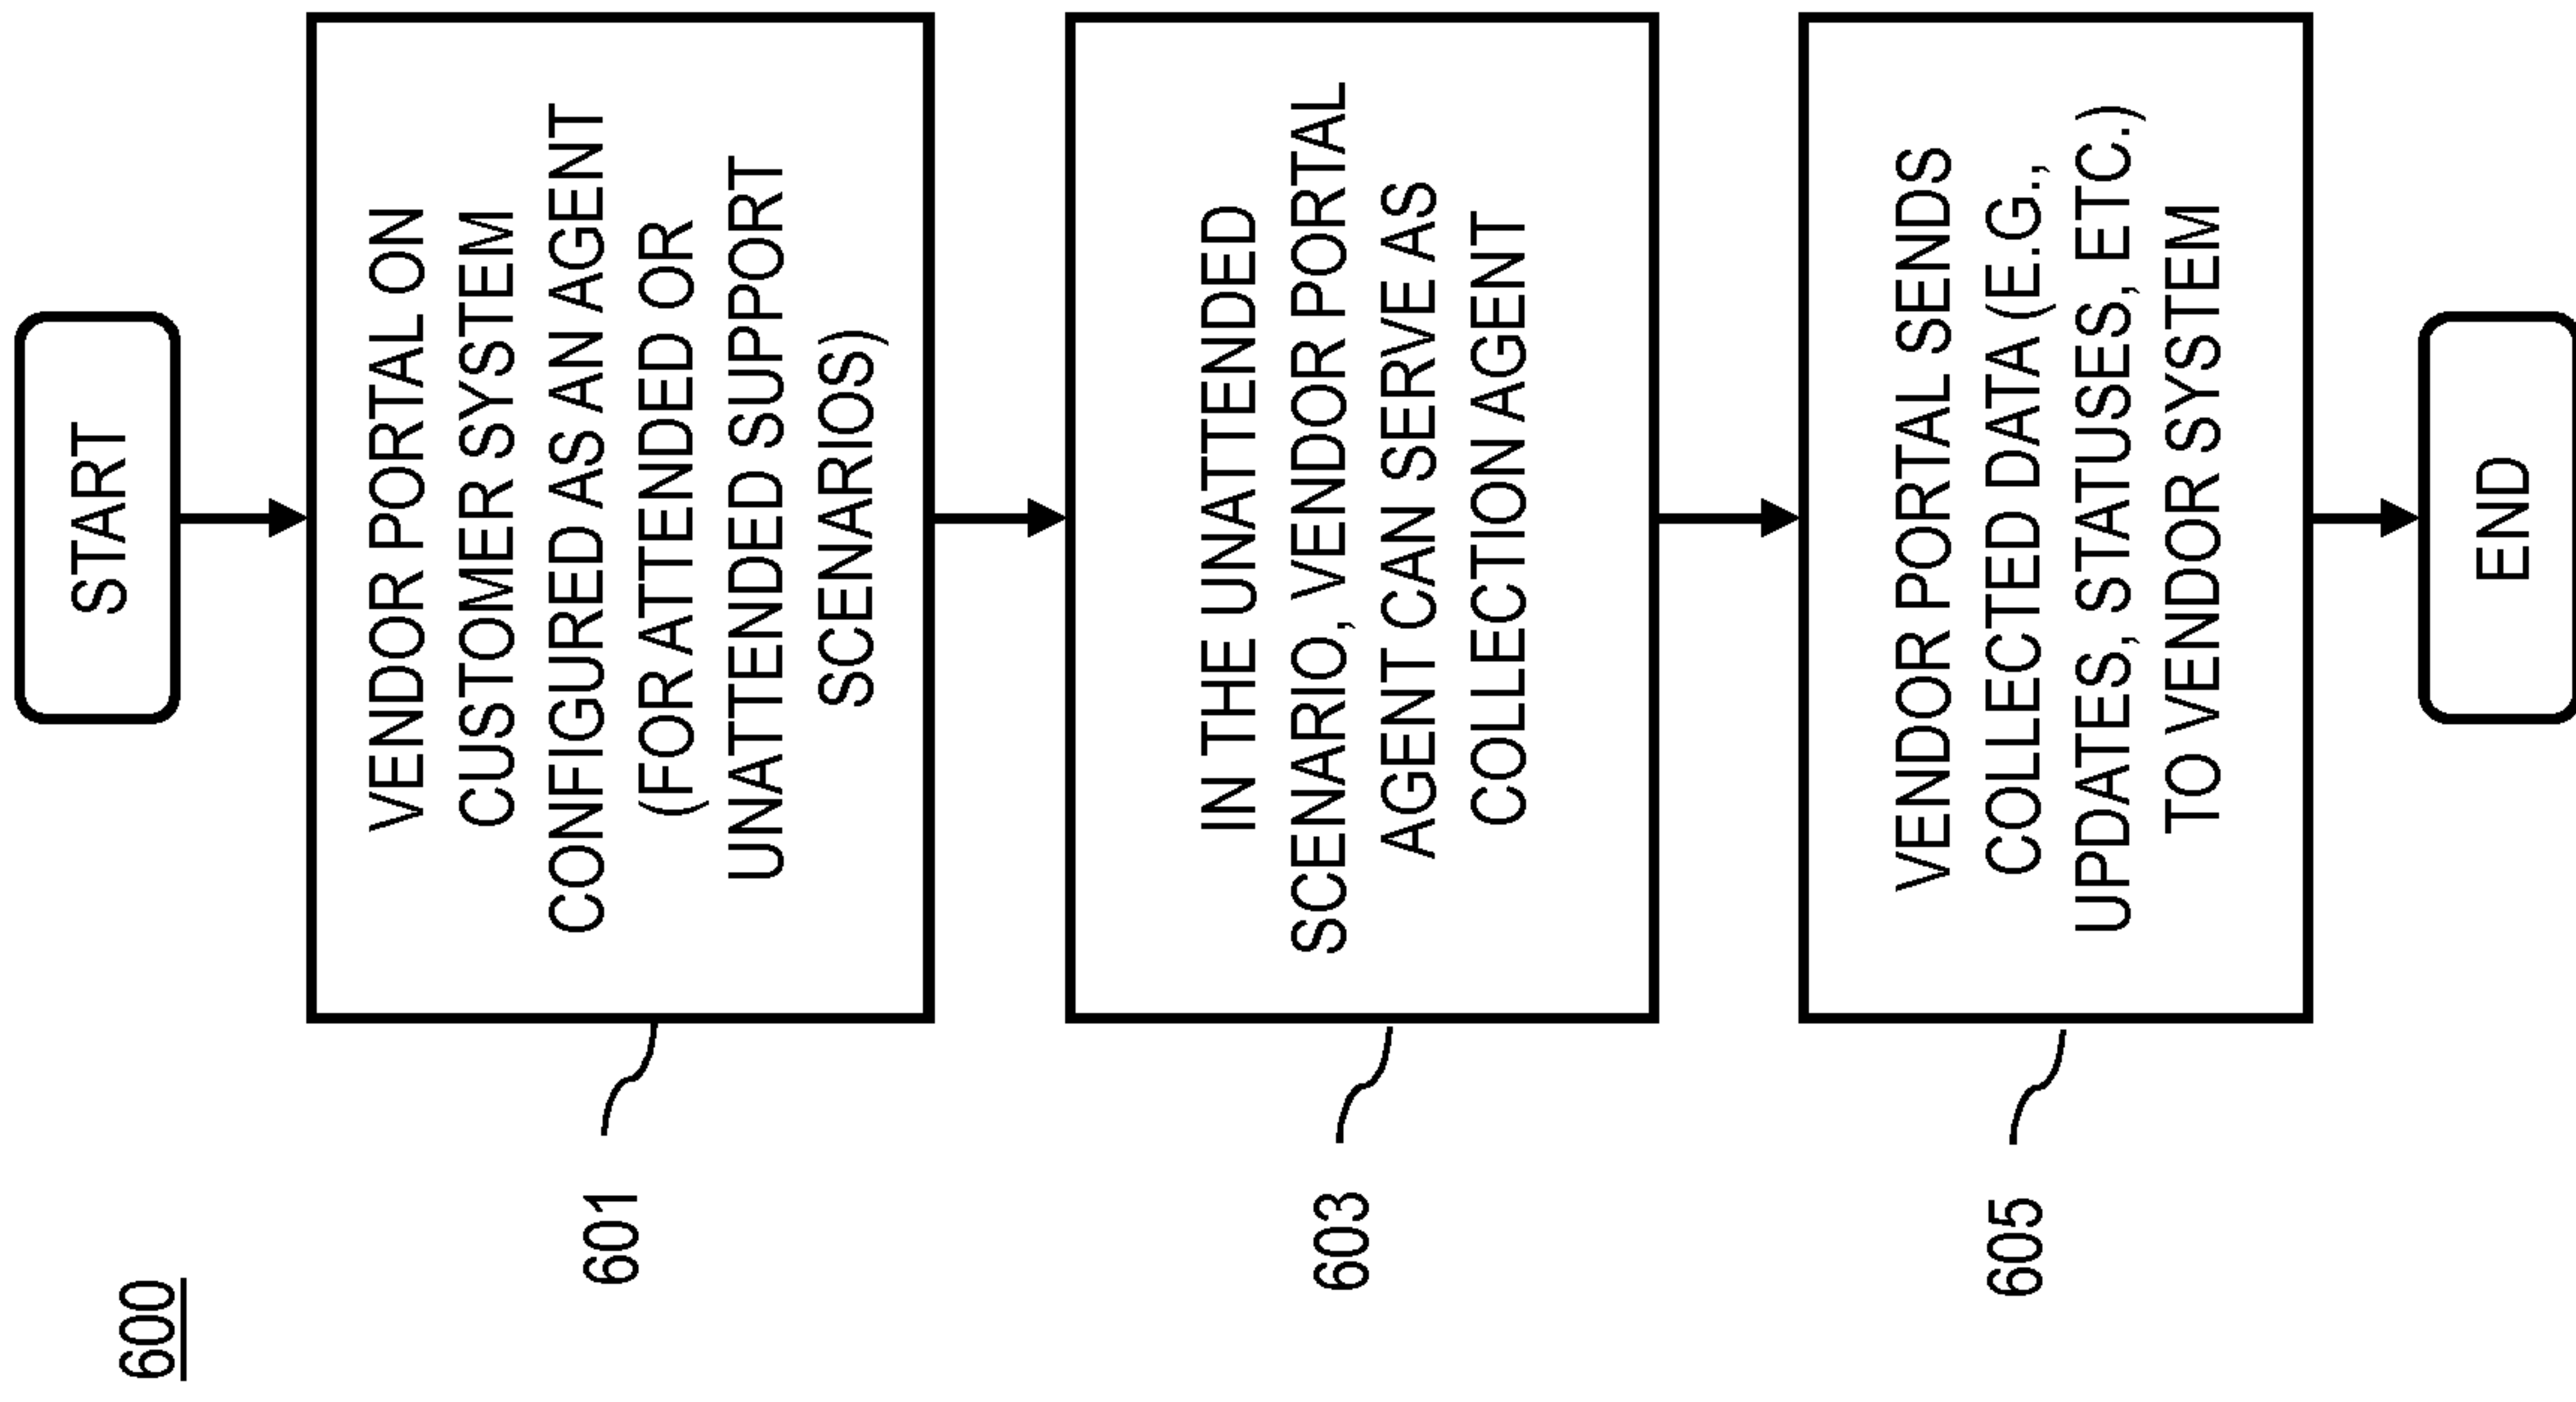 600
START
VENDOR PORTAL ON
CUSTOMER SYSTEM
CONFIGURED AS AN AGENT
(FOR ATTENDED OR
UNATTENDED SUPPORT
SCENARIOS)
601
IN THE UNATTENDED
SCENARIO, VENDOR PORTAL
AGENT CAN SERVE AS
COLLECTION AGENT
603
VENDOR PORTAL SENDS
COLLECTED DATA (E.G.,
UPDATES, STATUSES, ETC.)
TO VENDOR SYSTEM
605
END